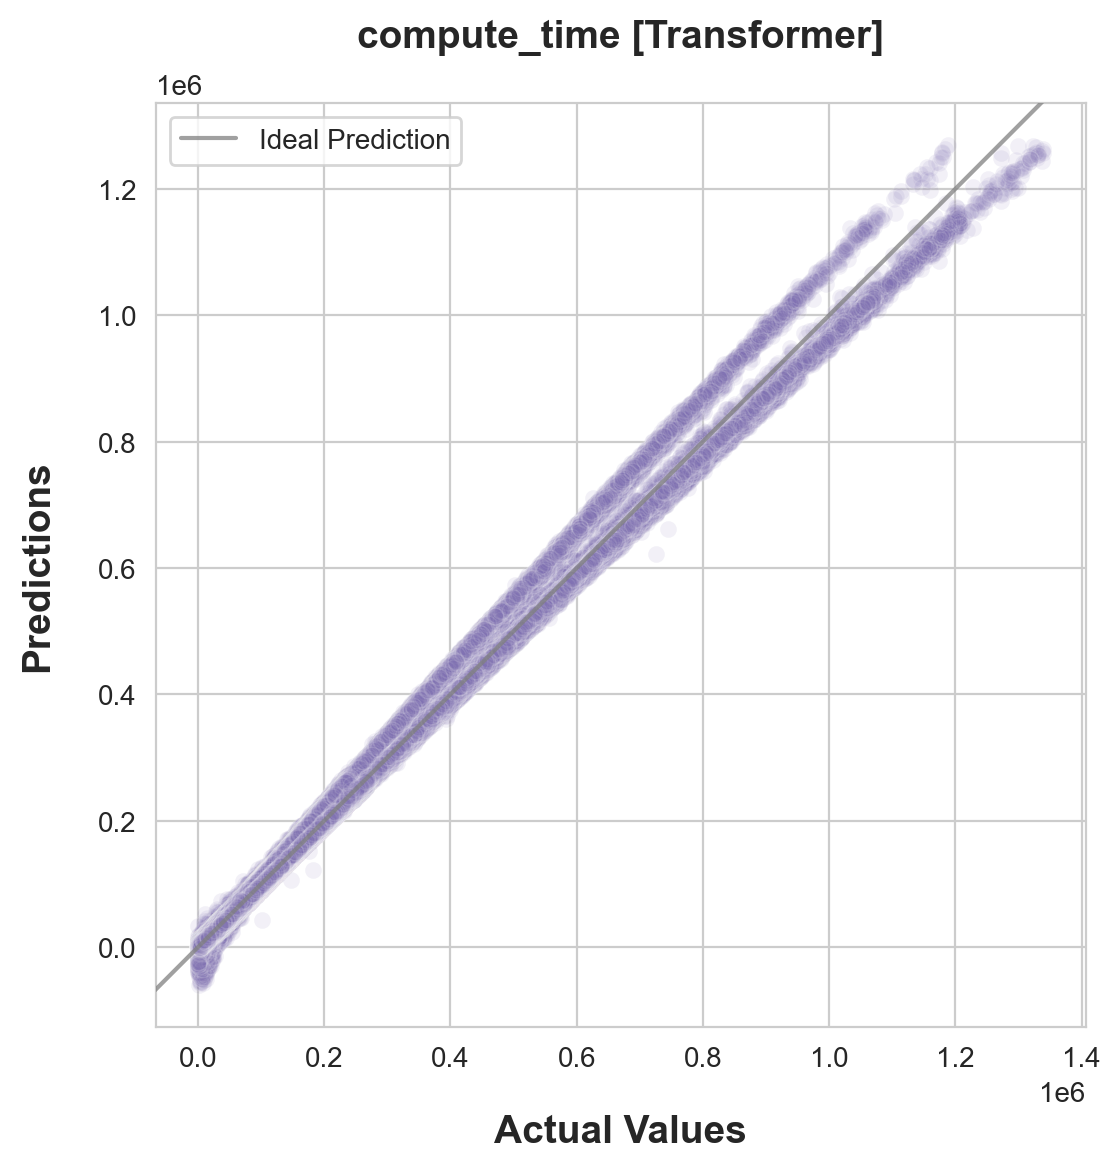 compute_time [Transformer]
1e6
Ideal Prediction
1.2
1.0
0.8
0.6
0.4
0.2
0.0
Predictions
0.0 0.2 0.4 0.6 0.8 1.0 1.2 1.4
1e6
Actual Values